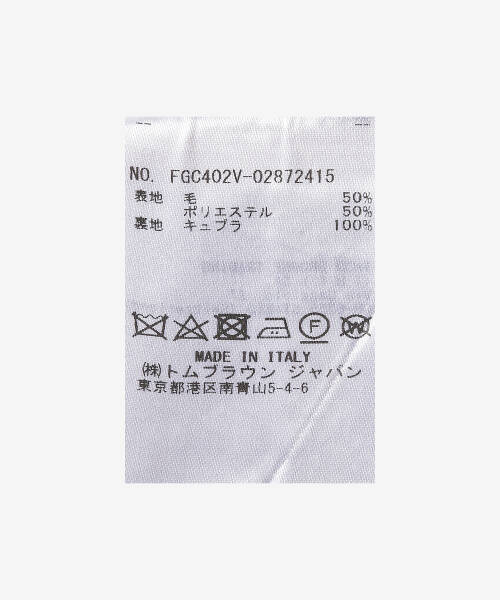 NO. FGC402V-02872415
表地 毛 50%
ポリエステル 50%
裏地 キュプラ 100%
F W
MADE IN ITALY
㈱トムブラウン ジャパン
東京都港区南青山5-4-6